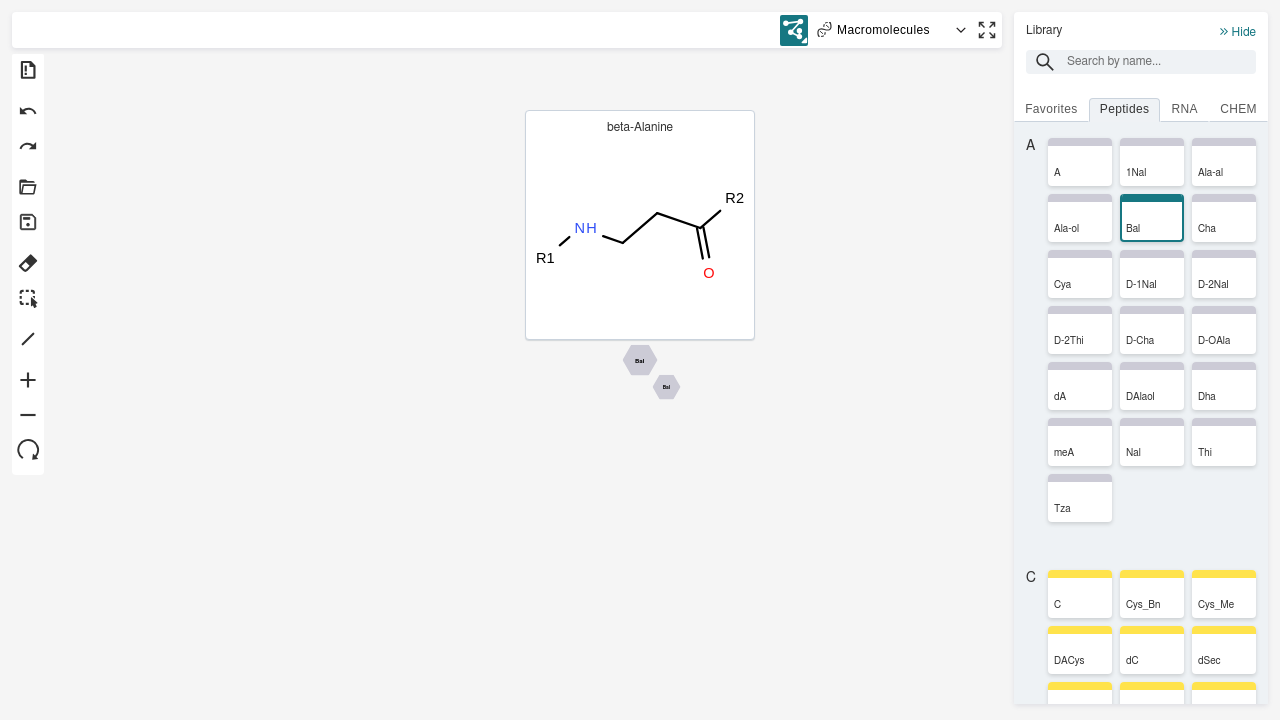 Macromolecules
Library
Hide
Search by name...
Favorites Peptides RNA CHEM
beta-Alanine
R2
NH
R1
O
Bal
Bal
A
A 1Nal Ala-al
Ala-ol Bal Cha
Cya D-1Nal D-2Nal
D-2Thi D-Cha D-OAla
dA DAlaol Dha
meA Nal Thi
Tza
C
C Cys_Bn Cys_Me
DACys dC dSec